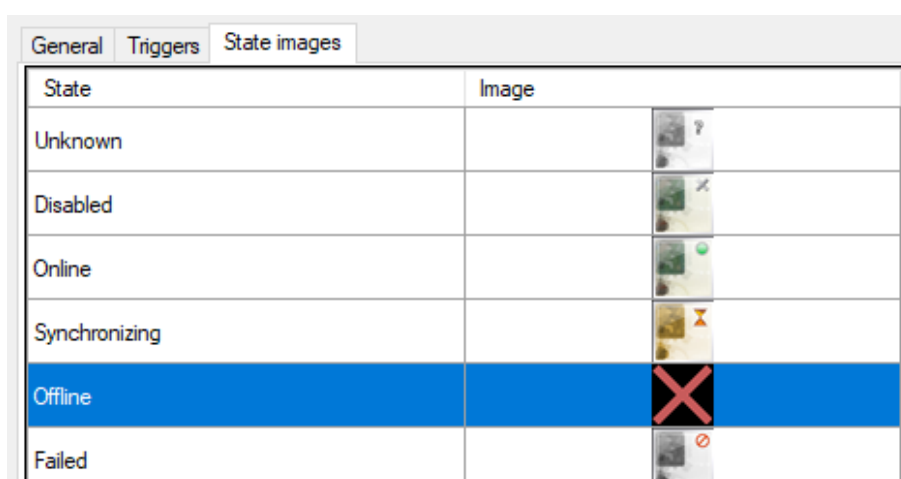 General Triggers State images
State Image
Unknown
Disabled
Online
Synchronizing
Offline
Failed